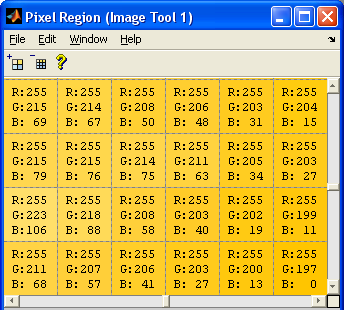 Pixel Region (Image Tool 1)
File Edit Window Help
R:255 R:255 R:255 R:255 R:255 R:255
G:215 G:214 G:208 G:206 G:203 G:204
B: 69 B: 67 B: 50 B: 48 B: 31 B: 15
R:255 R:255 R:255 R:255 R:255 R:255
G:215 G:215 G:214 G:211 G:205 G:203
B: 79 B: 76 B: 75 B: 63 B: 34 B: 27
R:255 R:255 R:255 R:255 R:255 R:255
G:223 G:218 G:208 G:203 G:202 G:199
B:106 B: 88 B: 58 B: 40 B: 19 B: 11
R:255 R:255 R:255 R:255 R:255 R:255
G:211 G:207 G:206 G:203 G:200 G:197
B: 68 B: 57 B: 41 B: 27 B: 13 B: 0